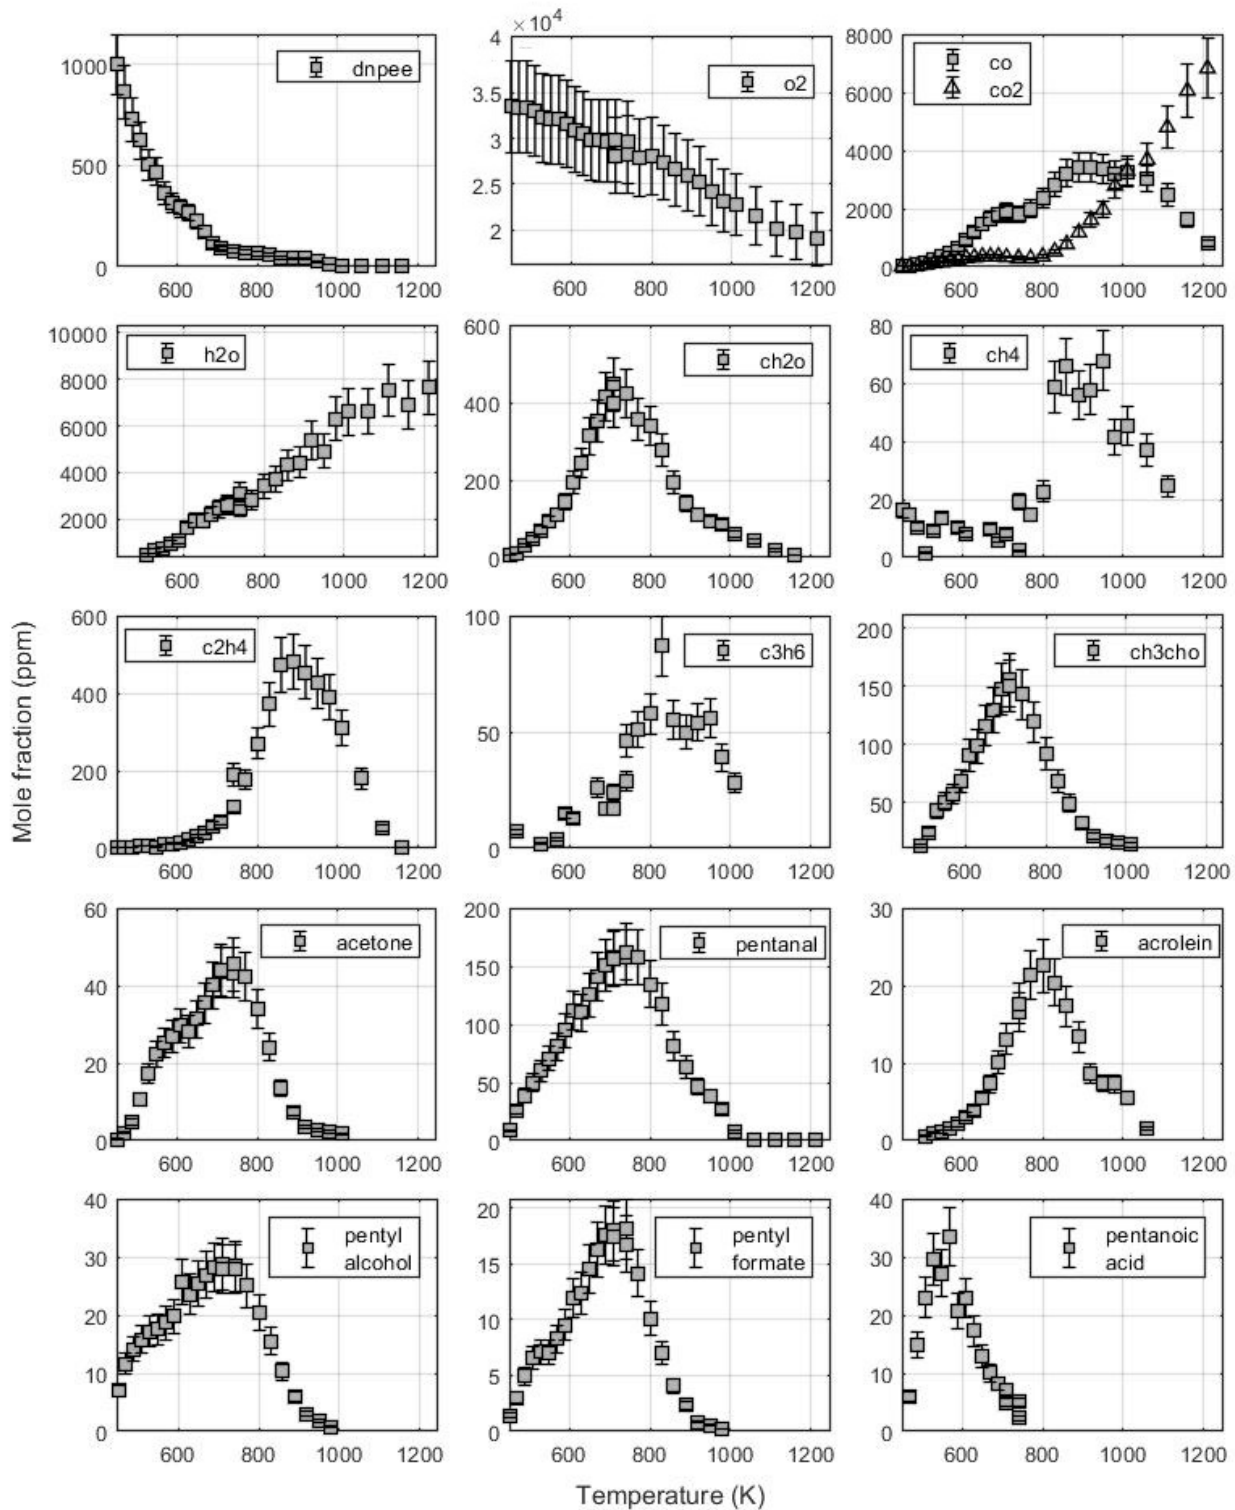 ×10⁴
1000
500
0
dnpee
600 800 1000 1200
4
3.5
3
2.5
2
o2
600 800 1000 1200
8000
6000
4000
2000
0
co
co2
600 800 1000 1200
10000
8000
6000
4000
2000
h2o
600 800 1000 1200
600
400
200
0
ch2o
600 800 1000 1200
80
60
40
20
0
ch4
600 800 1000 1200
Mole fraction (ppm)
600
400
200
0
c2h4
600 800 1000 1200
100
50
0
c3h6
600 800 1000 1200
200
150
100
50
ch3cho
600 800 1000 1200
60
40
20
0
acetone
600 800 1000 1200
200
150
100
50
0
pentanal
600 800 1000 1200
30
20
10
0
acrolein
600 800 1000 1200
40
30
20
10
0
pentyl
alcohol
600 800 1000 1200
20
15
10
5
0
pentyl
formate
600 800 1000 1200
40
30
20
10
0
pentanoic
acid
600 800 1000 1200
Temperature (K)